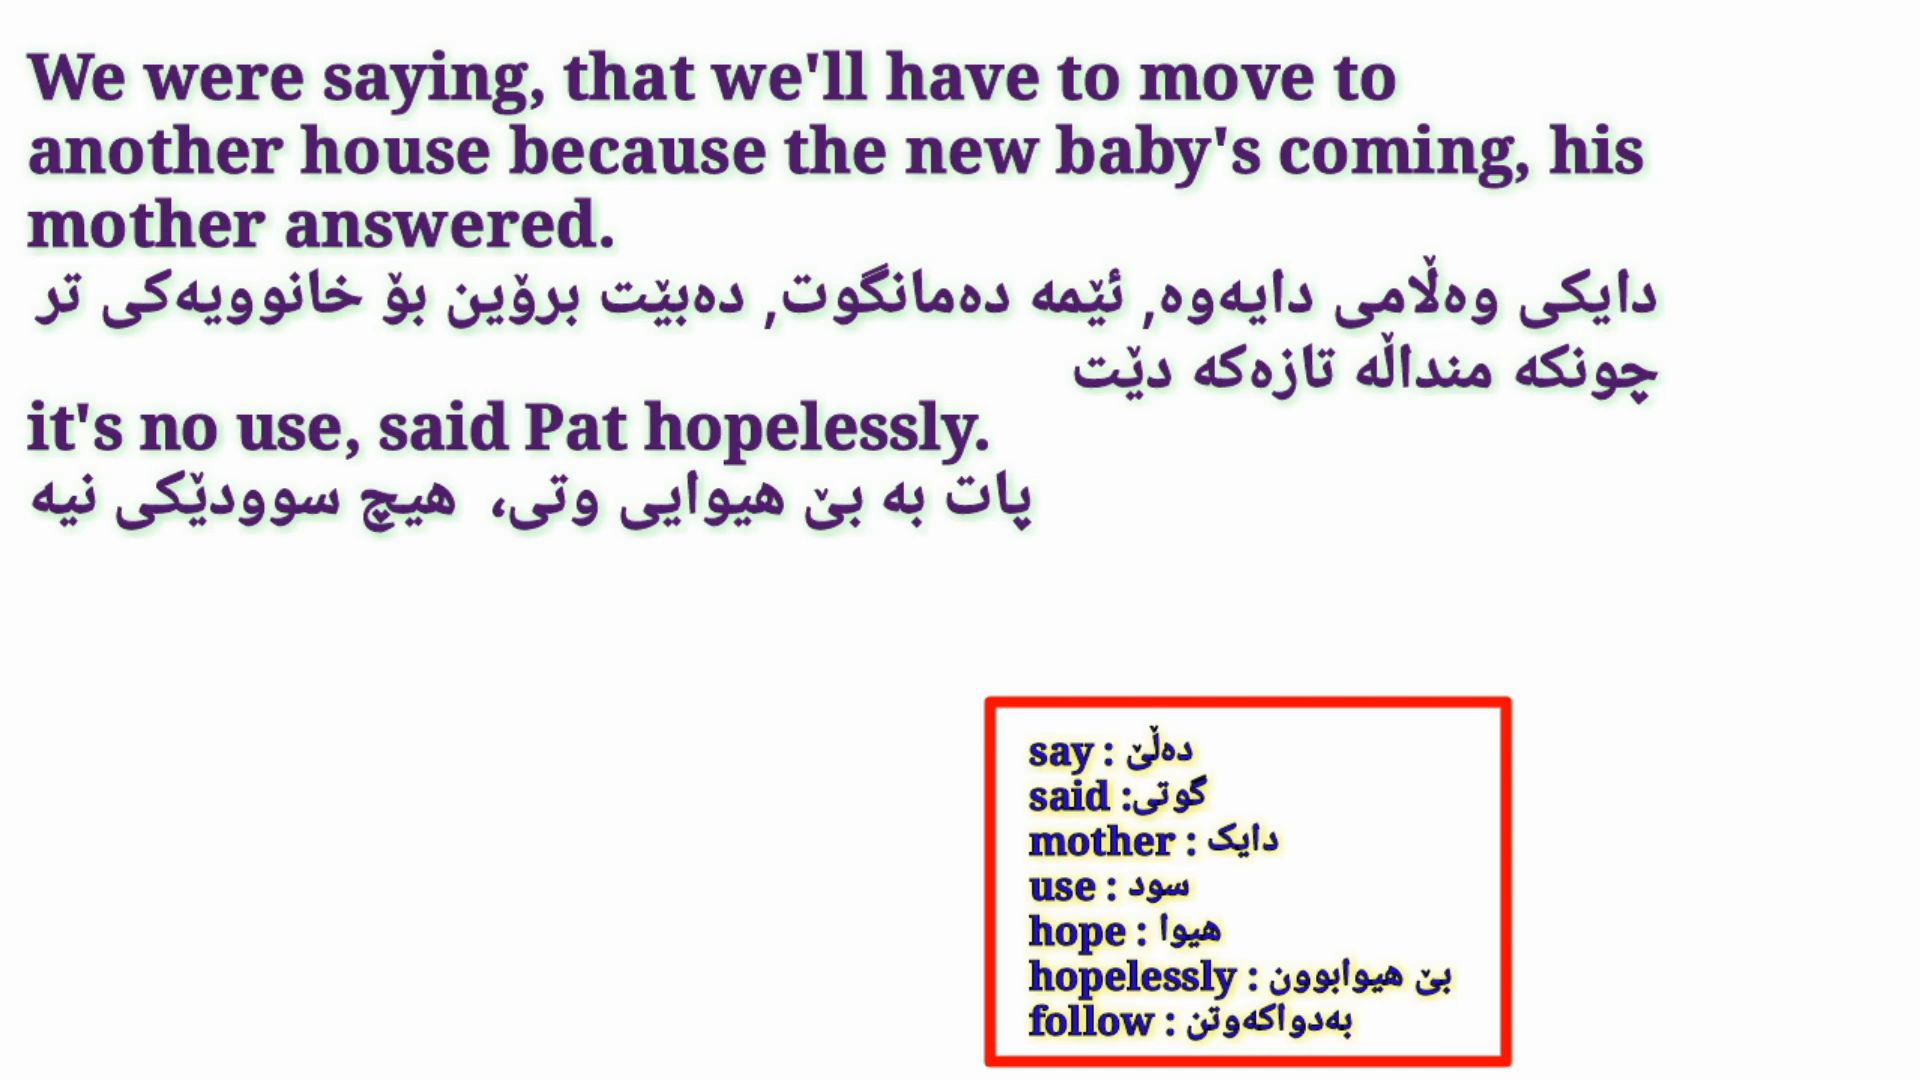 We were saying, that we'll have to move to
another house because the new baby's coming, his
mother answered.
دایکی وەڵامی دایەوە, ئێمە دەمانگوت, دەبێت برۆین بۆ خانوویەکی تر
چونکە منداڵە تازەکە دێت
it's no use, said Pat hopelessly.
پات بە بێ هیوایی وتی،  هیچ سوودێکی نیە
say : دەڵێ
said :گوتی
mother : دایک
use : سود
hope : هیوا
hopelessly : بێ هیوابوون
follow : بەدواکەوتن